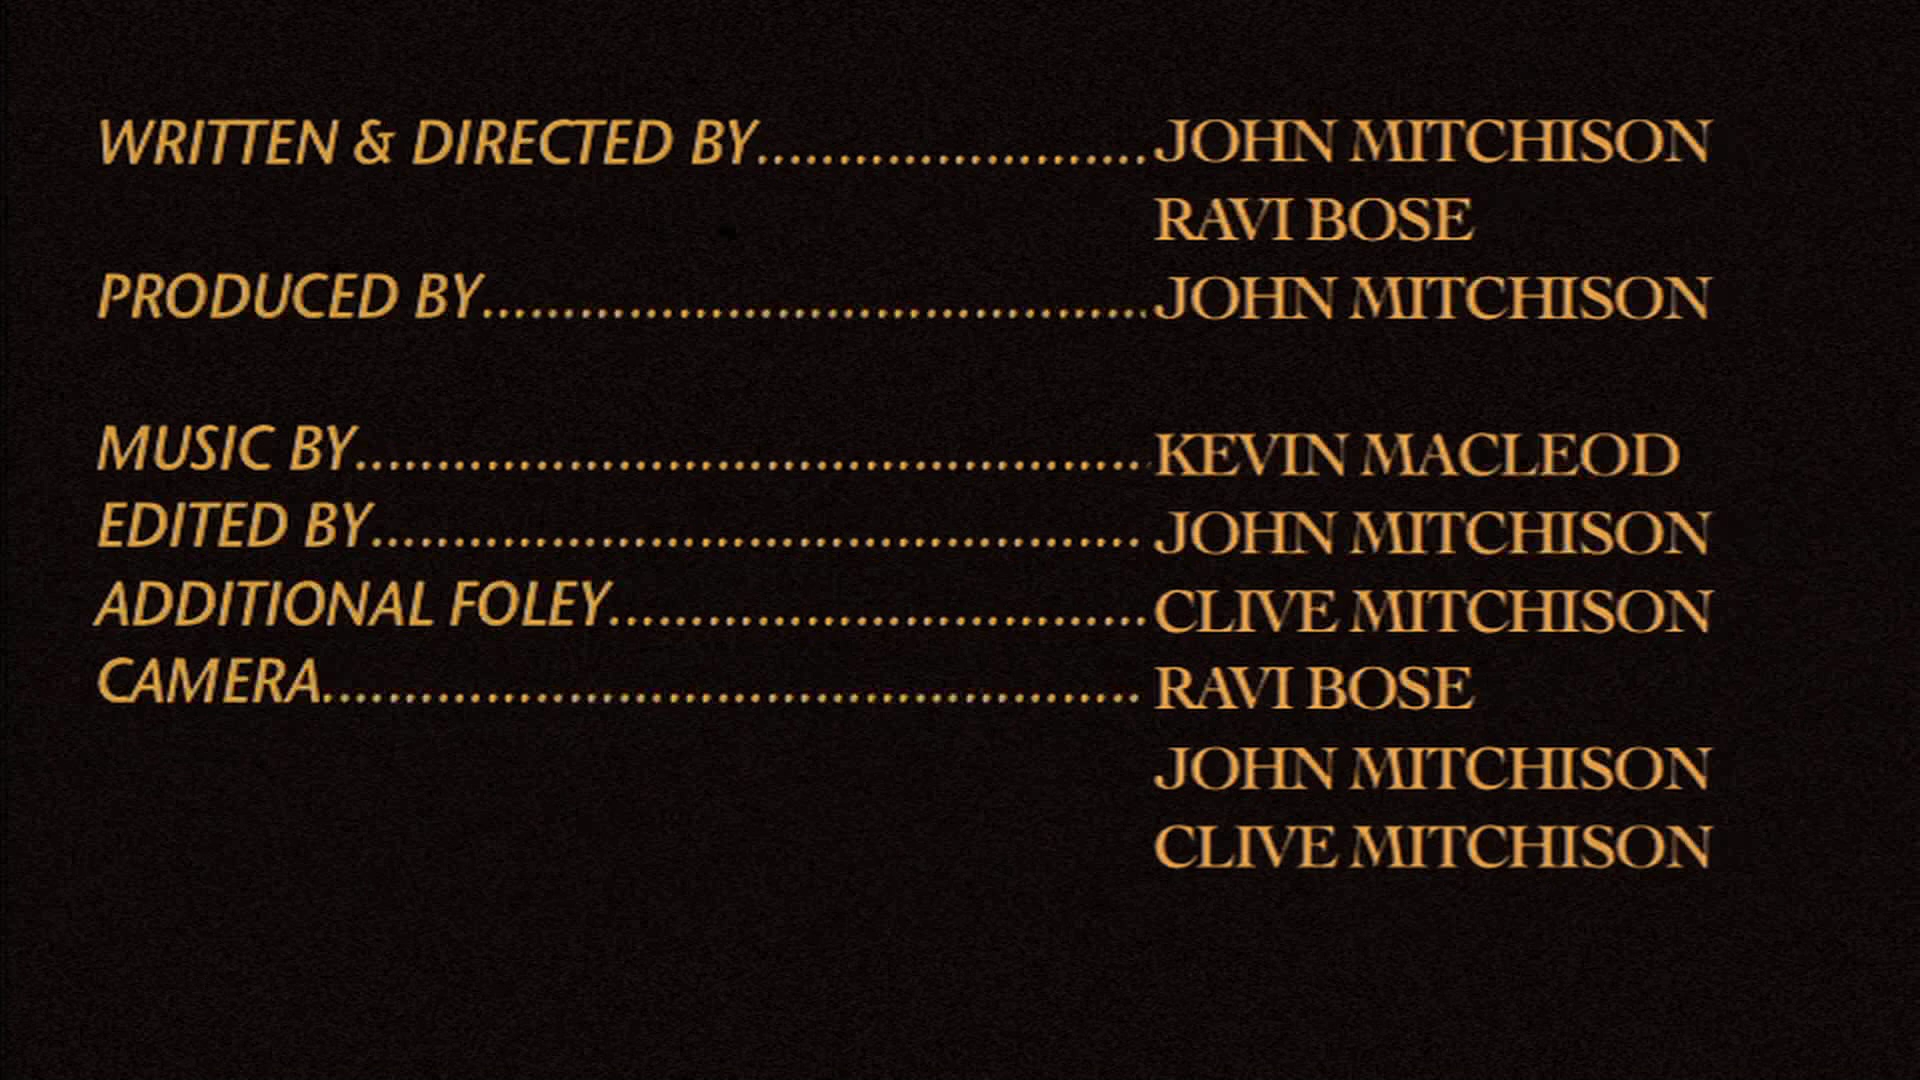 WRITTEN & DIRECTED BY........................JOHN MITCHISON
RAVI BOSE
PRODUCED BY.........................................JOHN MITCHISON
MUSIC BY................................................KEVIN MACLEOD
EDITED BY...............................................JOHN MITCHISON
ADDITIONAL FOLEY.................................CLIVE MITCHISON
CAMERA..................................................RAVI BOSE
JOHN MITCHISON
CLIVE MITCHISON